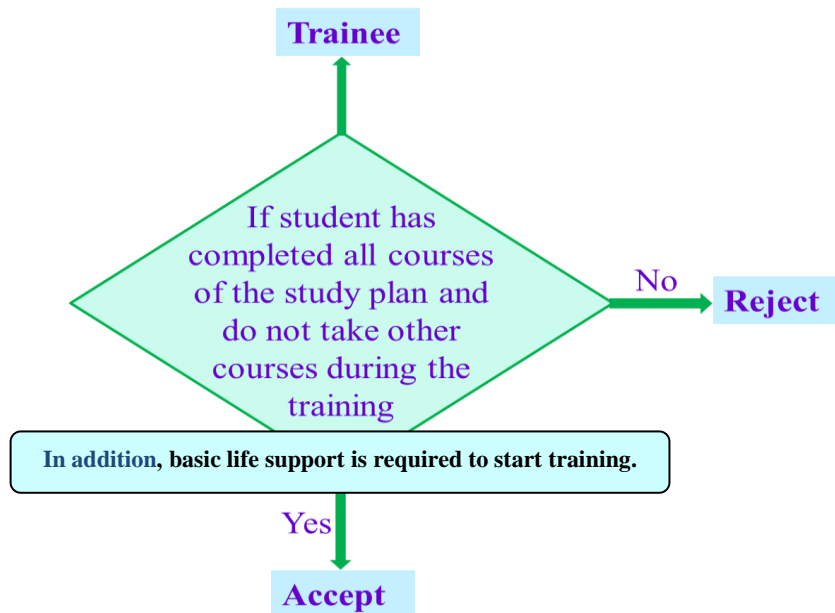 Trainee
If student has
completed all courses
of the study plan and
do not take other
courses during the
training
No
Reject
In addition, basic life support is required to start training.
Yes
Accept